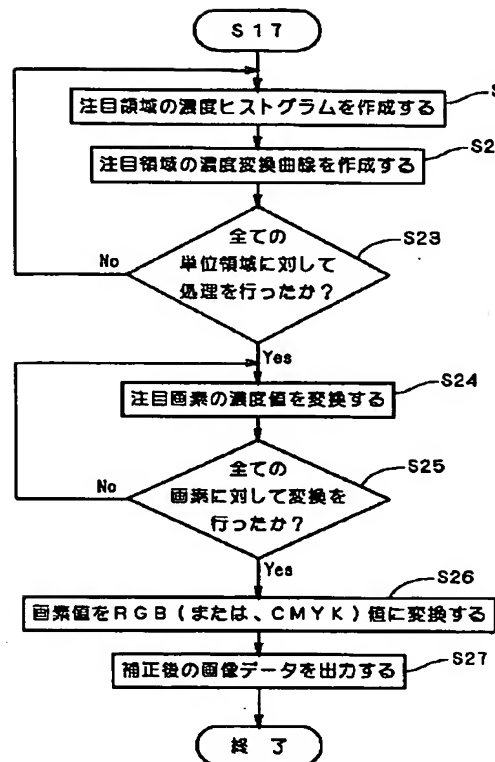 S17
注目領域の濃度ヒストグラムを作成する
S
注目領域の濃度変換曲線を作成する
S2
全ての
単位領域に対して
処理を行ったか？
S23
No
Yes
注目画素の濃度値を変換する
S24
全ての
画素に対して変換を
行ったか？
S25
No
Yes
画素値をRGB（または、CMYK）値に変換する
S26
補正後の画像データを出力する
S27
終了